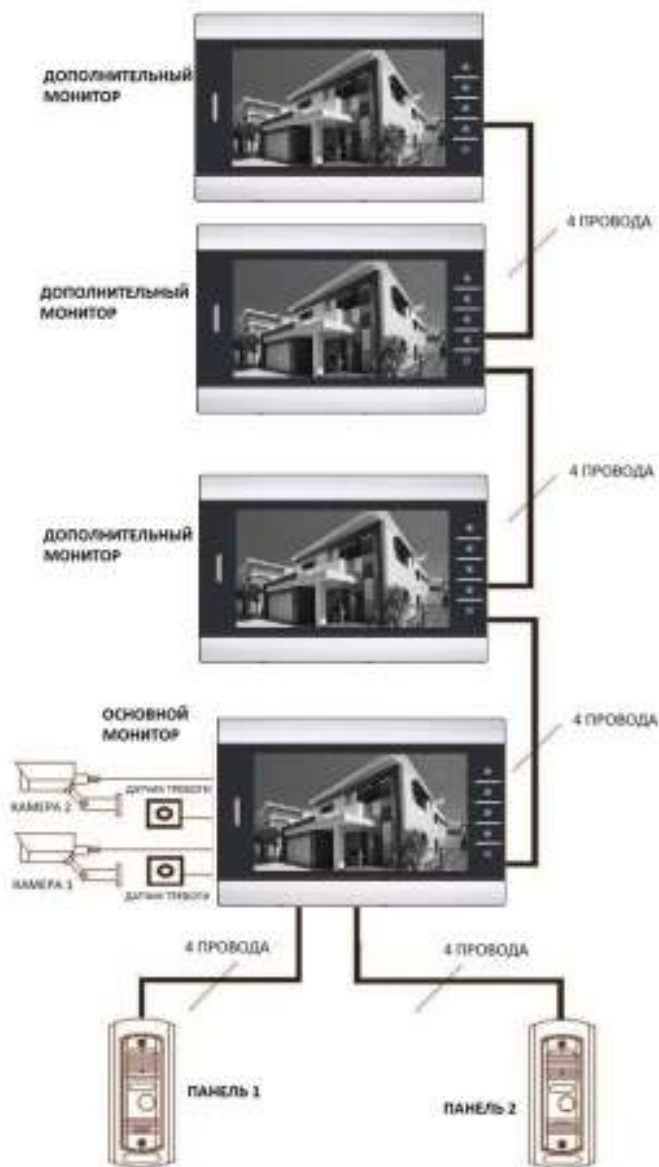 ДОПОЛНИТЕЛЬНЫЙ
МОНИТОР
4 ПРОВОДА
ДОПОЛНИТЕЛЬНЫЙ
МОНИТОР
4 ПРОВОДА
ДОПОЛНИТЕЛЬНЫЙ
МОНИТОР
ОСНОВНОЙ
МОНИТОР
4 ПРОВОДА
ДАТЧИК ТРЕВОГИ
КАМЕРА 2
КАМЕРА 1
ДАТЧИК ТРЕВОГИ
4 ПРОВОДА
4 ПРОВОДА
ПАНЕЛЬ 1
ПАНЕЛЬ 2